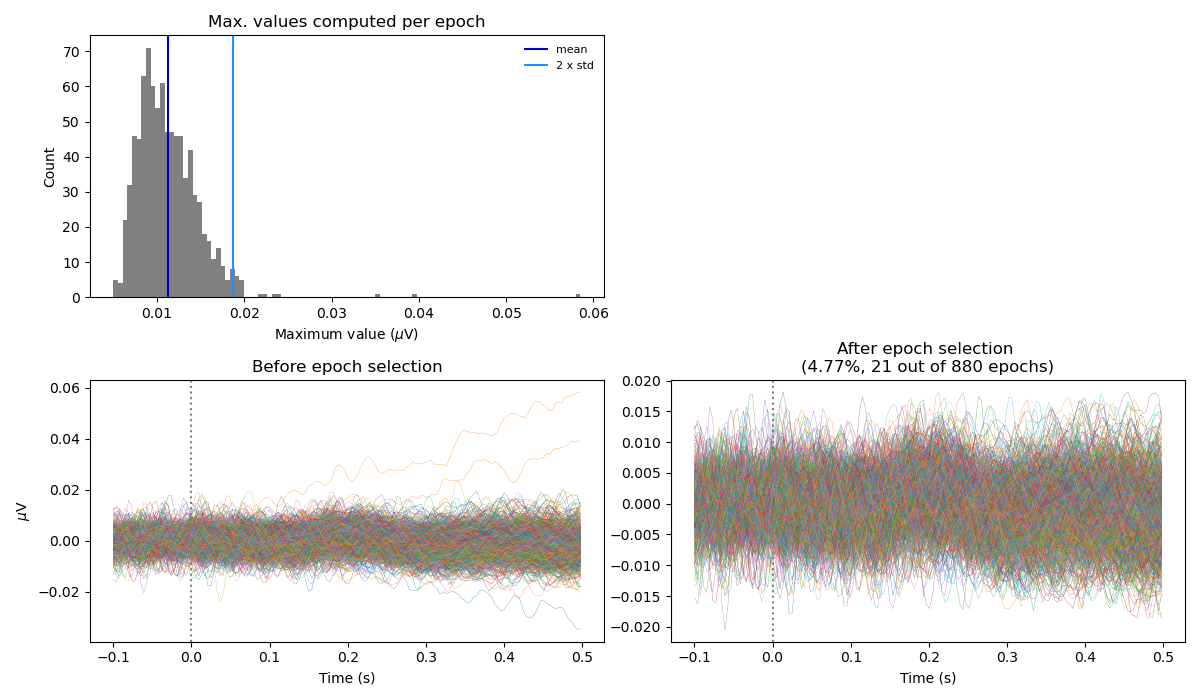 Max. values computed per epoch
mean
2 x std
Count
70
60
50
40
30
20
10
0
0.01 0.02 0.03 0.04 0.05 0.06
Maximum value (μV)
Before epoch selection
μV
0.06
0.04
0.02
0.00
−0.02
−0.1 0.0 0.1 0.2 0.3 0.4 0.5
Time (s)
After epoch selection
(4.77%, 21 out of 880 epochs)
0.020
0.015
0.010
0.005
0.000
−0.005
−0.010
−0.015
−0.020
−0.1 0.0 0.1 0.2 0.3 0.4 0.5
Time (s)